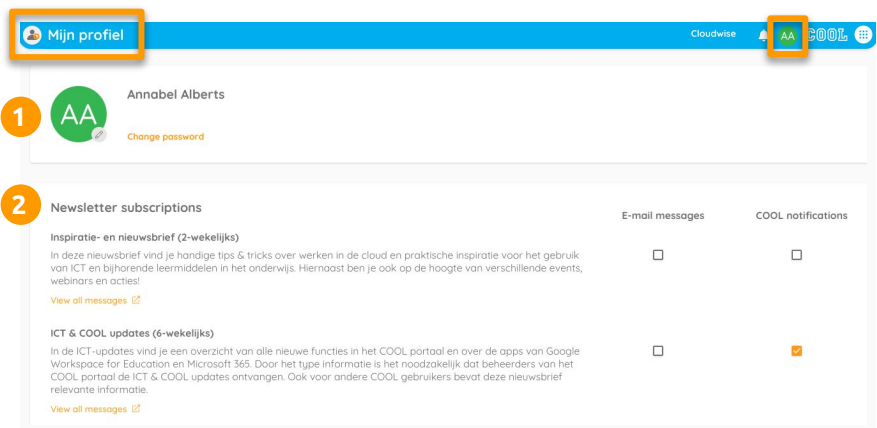 Mijn profiel
Cloudwise
AA
COOL
1
AA
Annabel Alberts
Change password
2
Newsletter subscriptions
E-mail messages
COOL notifications
Inspiratie- en nieuwsbrief (2-wekelijks)
In deze nieuwsbrief vind je handige tips & tricks over werken in de cloud en praktische inspiratie voor het gebruik
van ICT en bijhorende leermiddelen in het onderwijs. Hiernaast ben je ook op de hoogte van verschillende events,
webinars en acties!
View all messages
ICT & COOL updates (6-wekelijks)
In de ICT-updates vind je een overzicht van alle nieuwe functies in het COOL portaal en over de apps van Google
Workspace for Education en Microsoft 365. Door het type informatie is het noodzakelijk dat beheerders van het
COOL portaal de ICT & COOL updates ontvangen. Ook voor andere COOL gebruikers bevat deze nieuwsbrief
relevante informatie.
View all messages